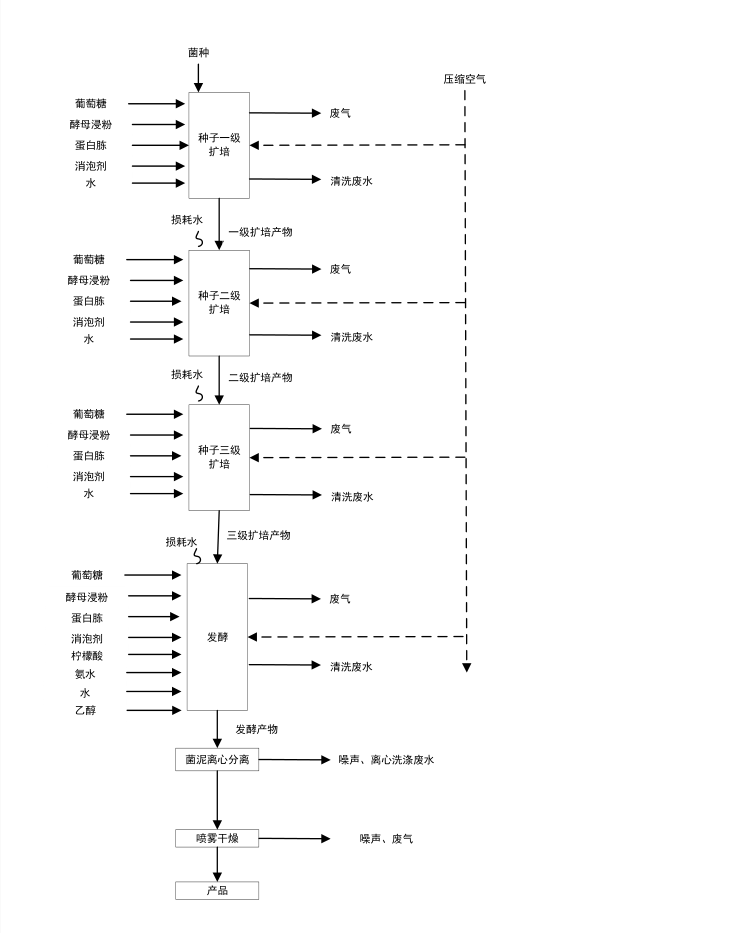 菌种
压缩空气
葡萄糖
酵母浸粉
蛋白胨
消泡剂
水
种子一级
扩培
废气
清洗废水
损耗水
一级扩培产物
葡萄糖
酵母浸粉
蛋白胨
消泡剂
水
种子二级
扩培
废气
清洗废水
损耗水
二级扩培产物
葡萄糖
酵母浸粉
蛋白胨
消泡剂
水
种子三级
扩培
废气
清洗废水
损耗水
三级扩培产物
葡萄糖
酵母浸粉
蛋白胨
消泡剂
柠檬酸
氨水
水
乙醇
发酵
废气
清洗废水
发酵产物
菌泥离心分离
噪声、离心洗涤废水
喷雾干燥
噪声、废气
产品